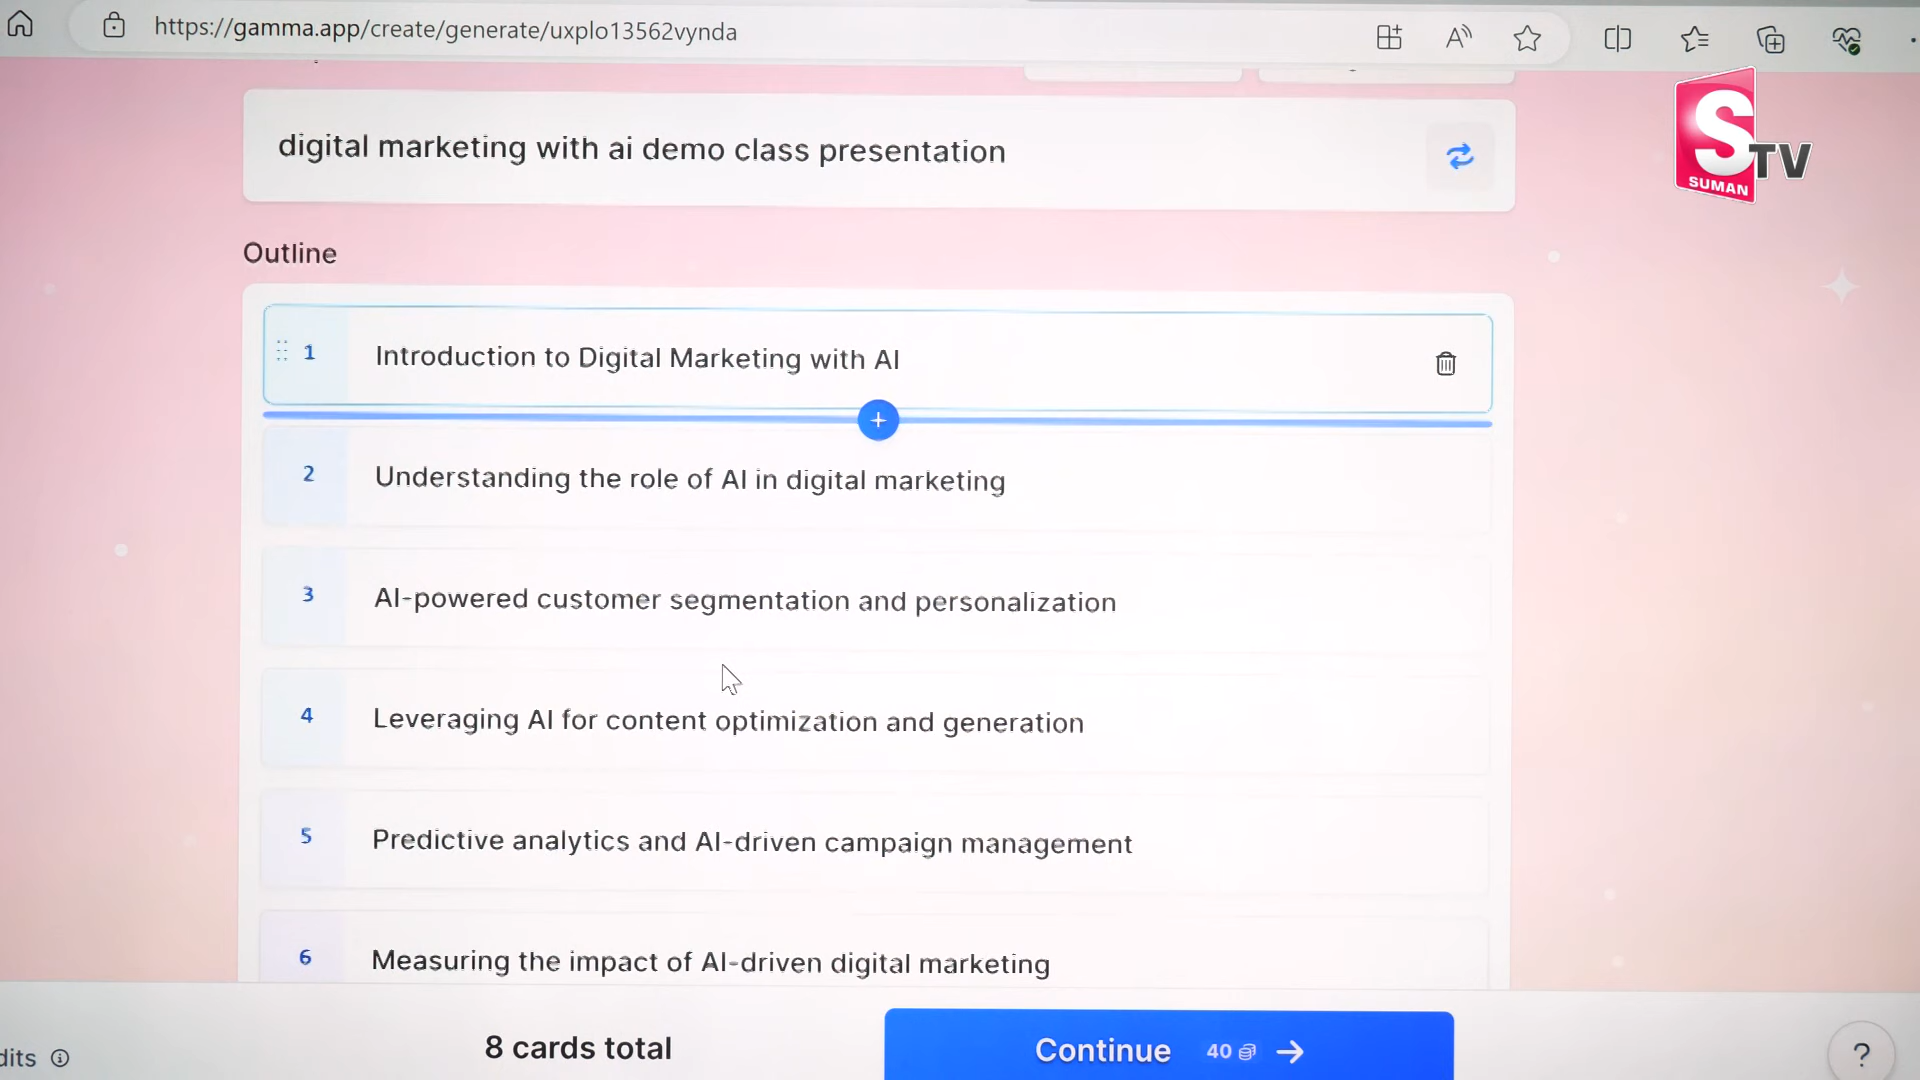 https://gamma.app/create/generate/uxplo13562vynda
S
TV
SUMAN
digital marketing with ai demo class presentation
Outline
1 Introduction to Digital Marketing with AI
2 Understanding the role of AI in digital marketing
3 AI-powered customer segmentation and personalization
4 Leveraging AI for content optimization and generation
5 Predictive analytics and AI-driven campaign management
6 Measuring the impact of AI-driven digital marketing
dits
8 cards total
Continue 40
?